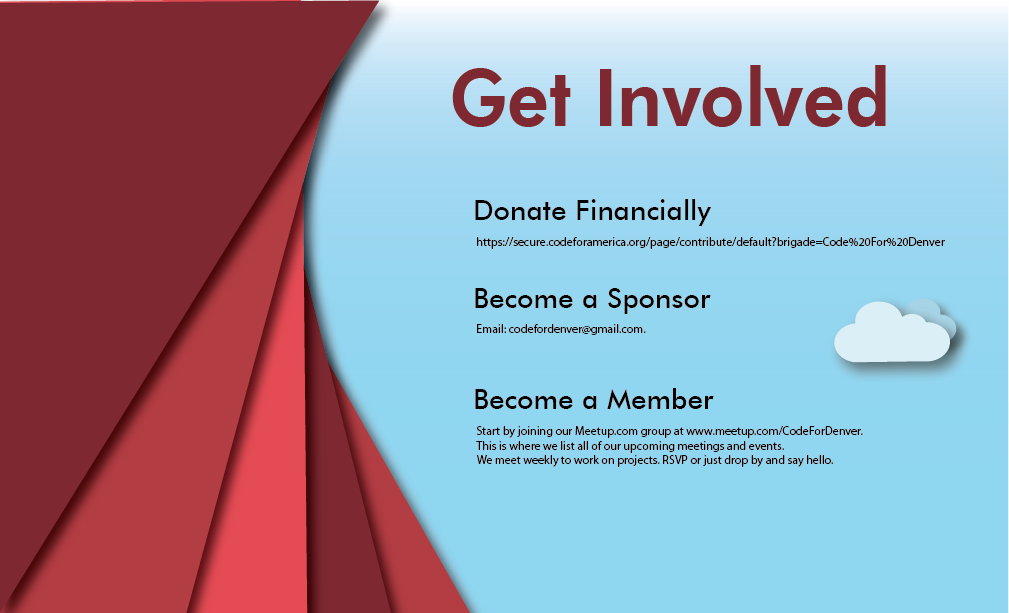 Get Involved
Donate Financially
https://secure.codeforamerica.org/page/contribute/default?brigade=Code%20For%20Denver
Become a Sponsor
Email: codefordenver@gmail.com.
Become a Member
Start by joining our Meetup.com group at www.meetup.com/CodeForDenver.
This is where we list all of our upcoming meetings and events.
We meet weekly to work on projects. RSVP or just drop by and say hello.